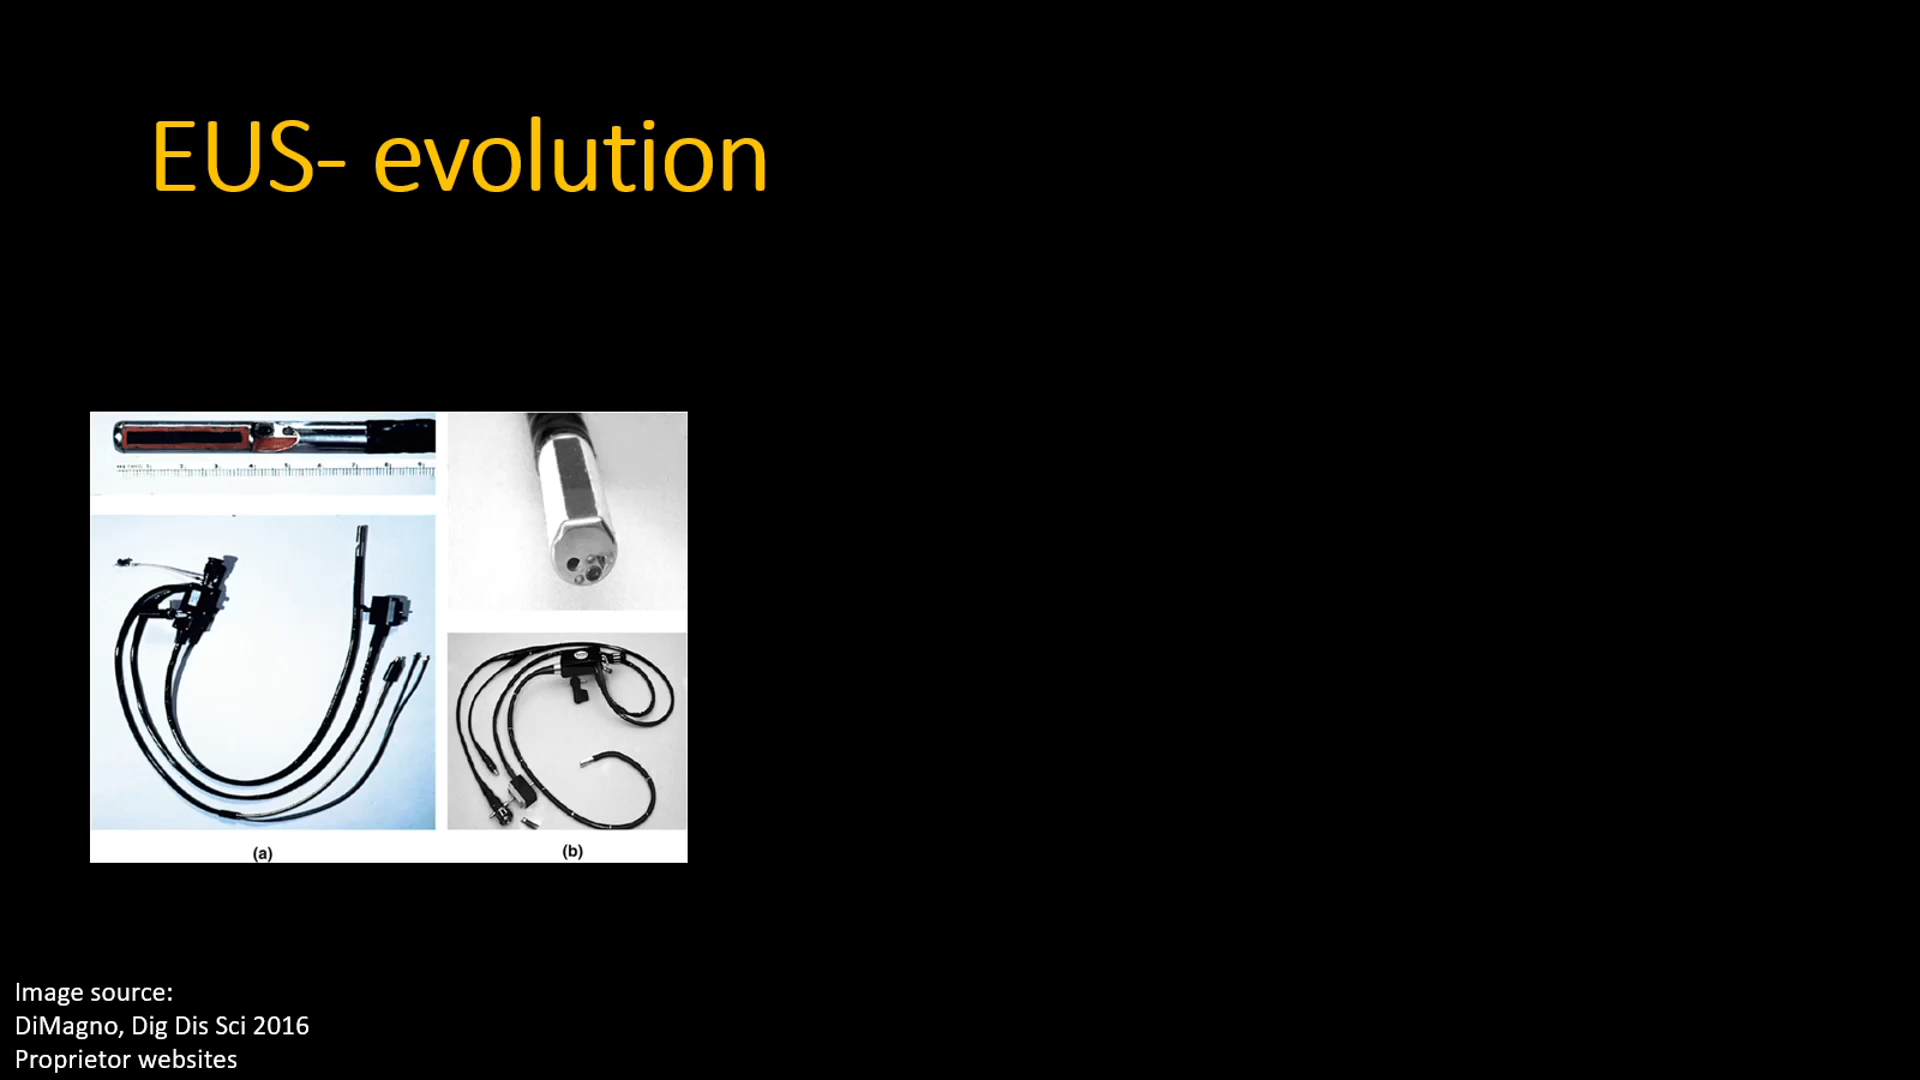 EUS- evolution
(a)
(b)
Image source:
DiMagno, Dig Dis Sci 2016
Proprietor websites